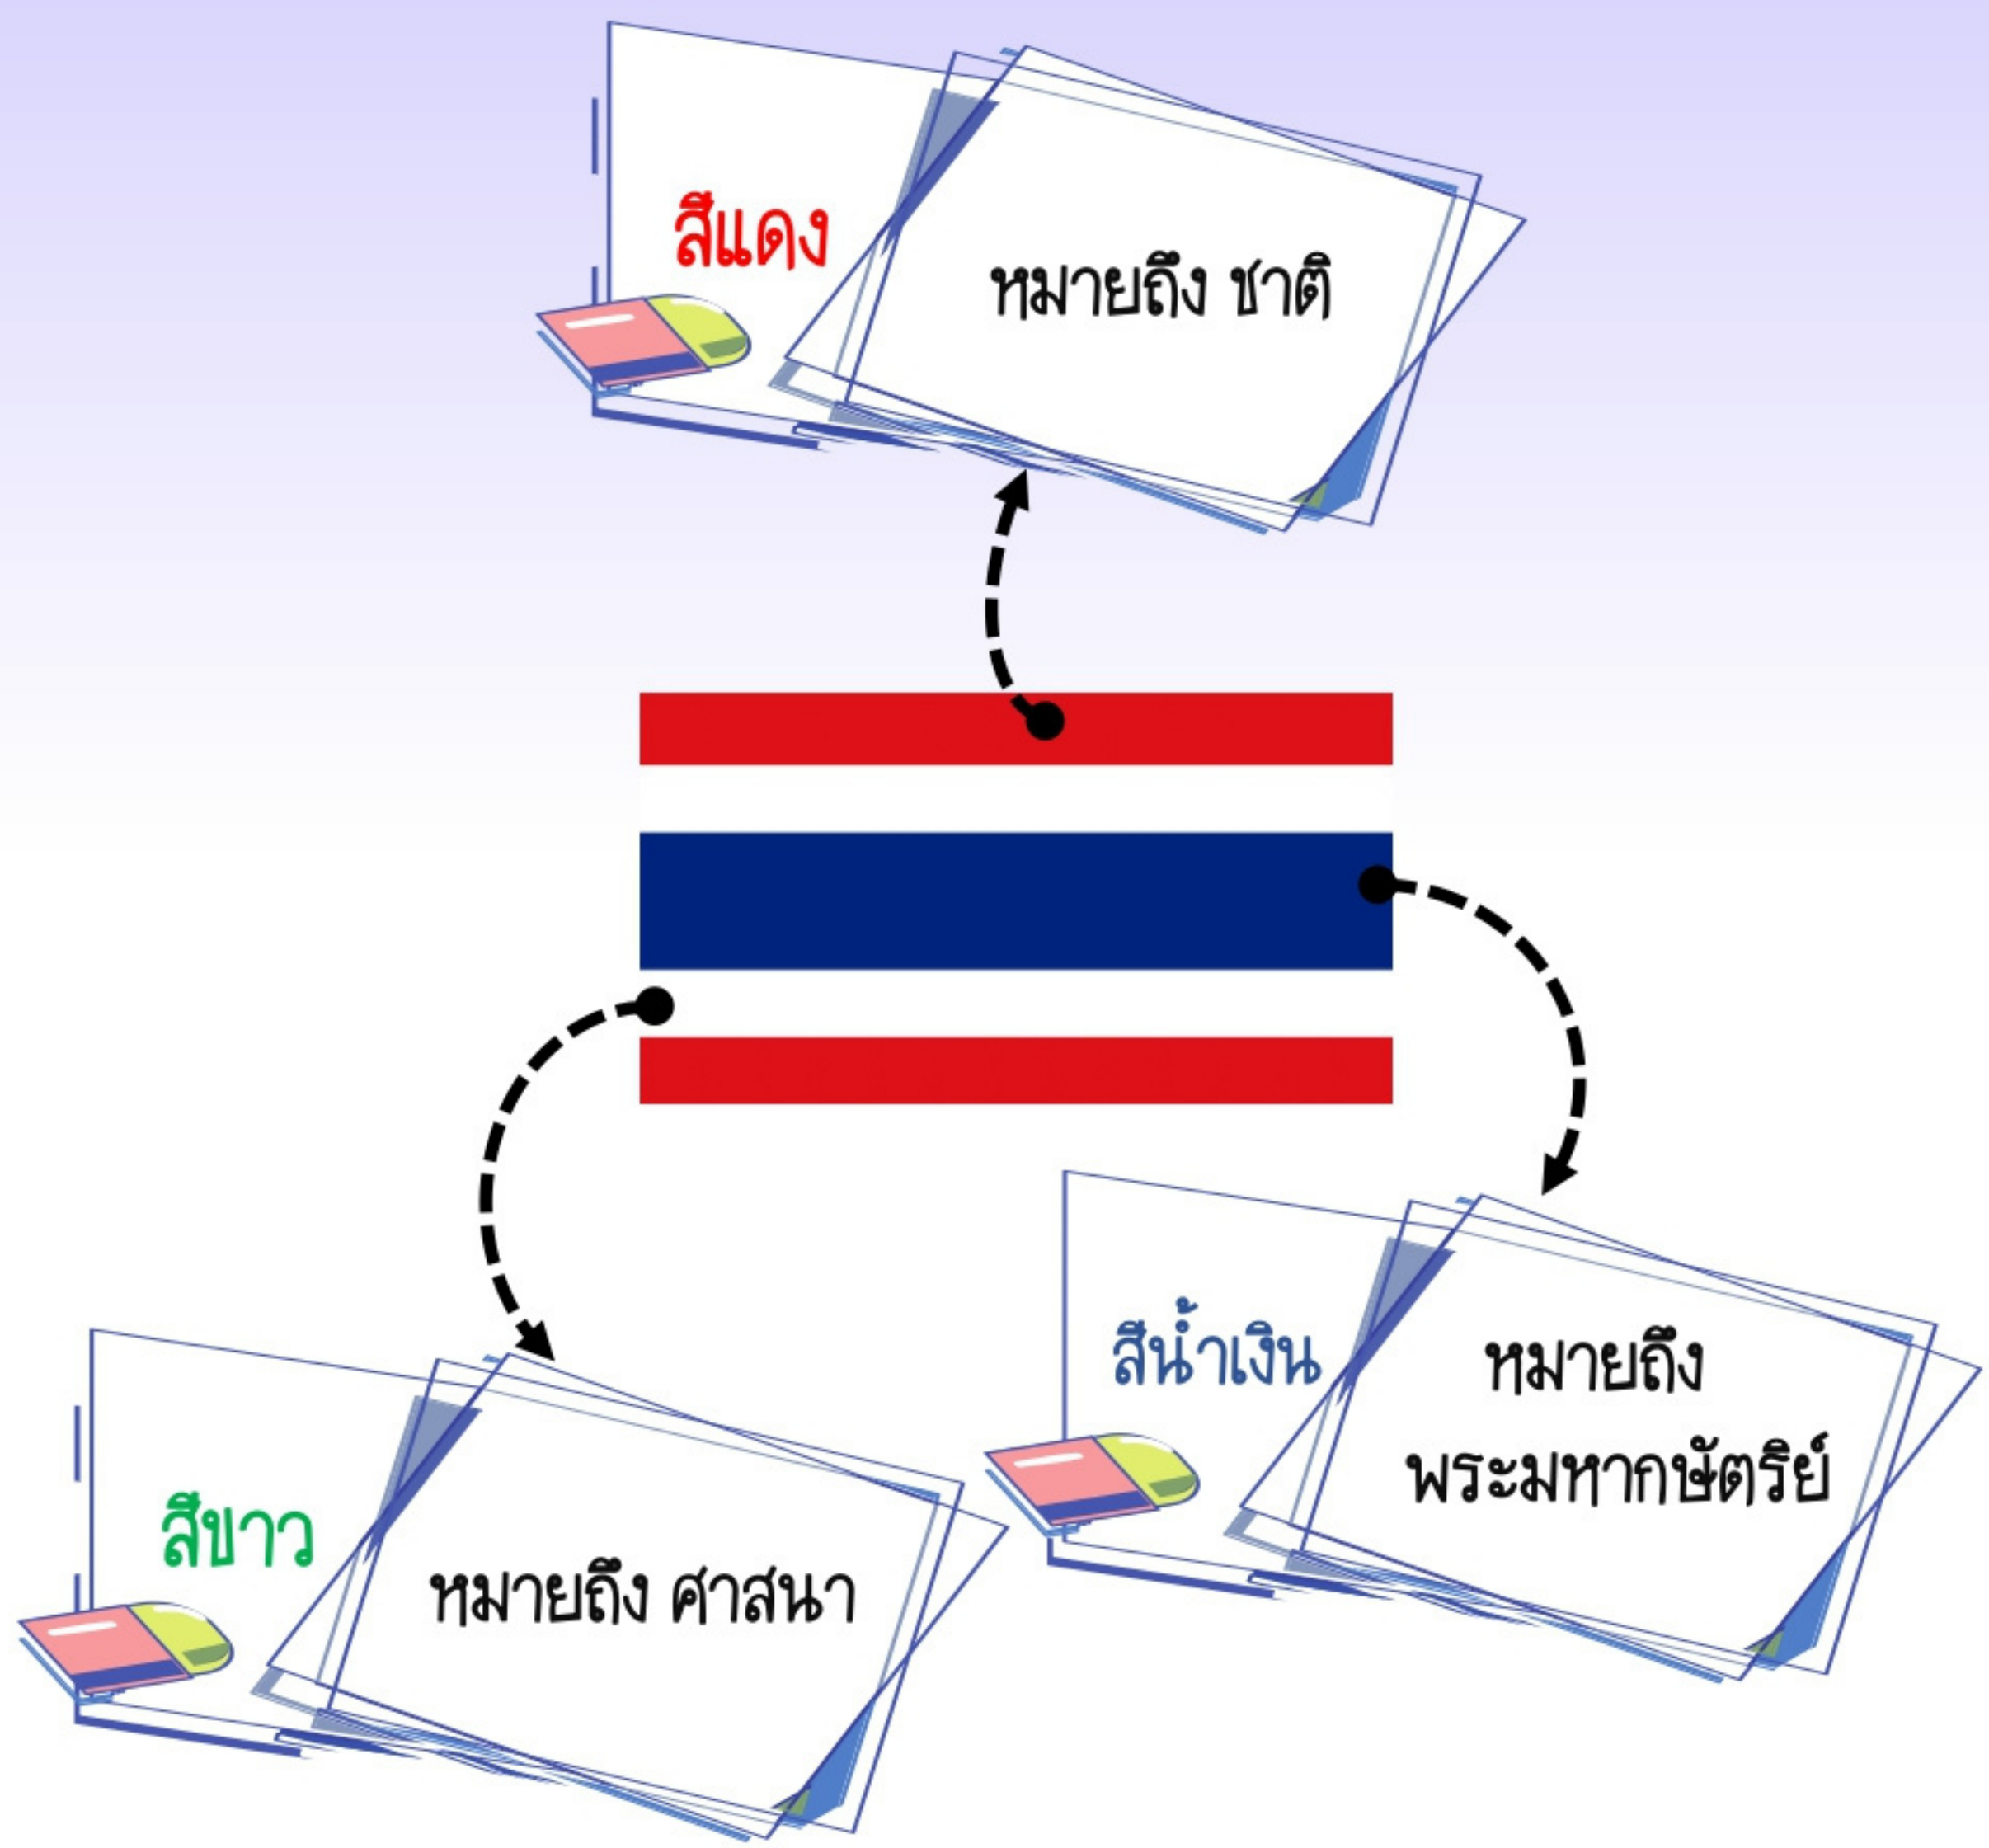 สีแดง
หมายถึง ชาติ
สีน้ำเงิน
หมายถึง
พระมหากษัตริย์
สีขาว
หมายถึง ศาสนา